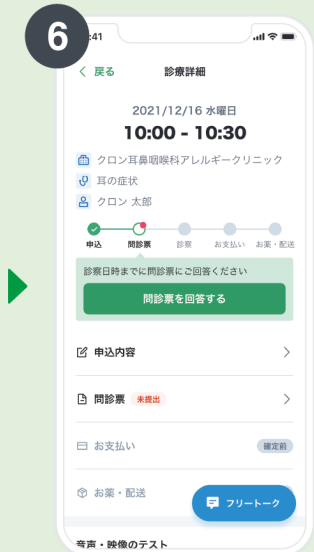 6
:41
戻る
診療詳細
2021/12/16 水曜日
10:00 - 10:30
クロン耳鼻咽喉科アレルギークリニック
耳の症状
クロン 太郎
申込 問診票 診察 お支払い お薬・配送
診察日時までに問診票にご回答ください
問診票を回答する
申込内容
問診票 未提出
お支払い 確定前
お薬・配送
フリートーク
音声・映像のテスト